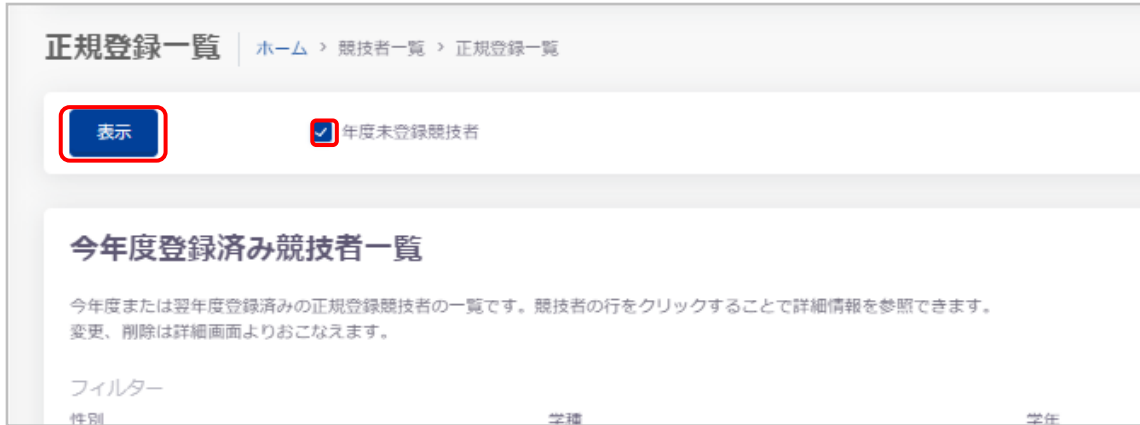 正規登録一覧 ホーム > 競技者一覧 > 正規登録一覧
表示 年度未登録競技者
今年度登録済み競技者一覧
今年度または翌年度登録済みの正規登録競技者の一覧です。競技者の行をクリックすることで詳細情報を参照できます。
変更、削除は詳細画面よりおこなえます。
フィルター
性別 学種 学年